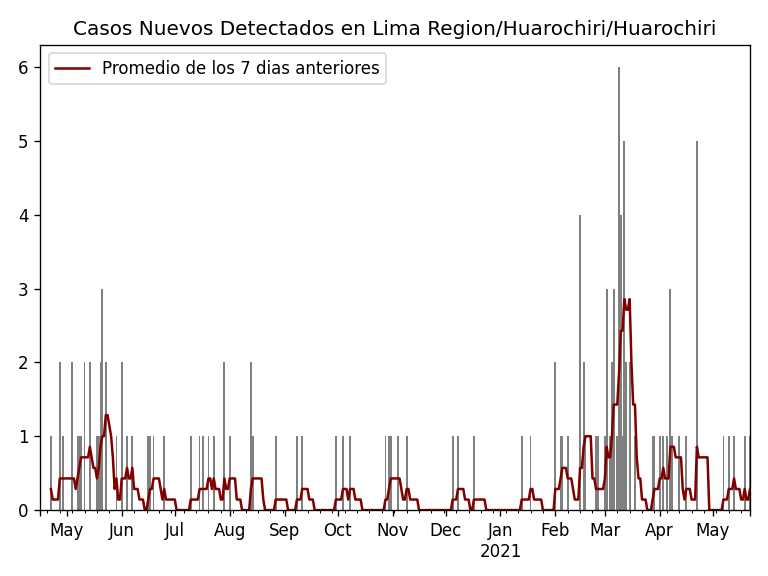 Casos Nuevos Detectados en Lima Region/Huarochiri/Huarochiri
Promedio de los 7 dias anteriores
6
5
4
3
2
1
0
May Jun Jul Aug Sep Oct Nov Dec Jan Feb Mar Apr May
2021